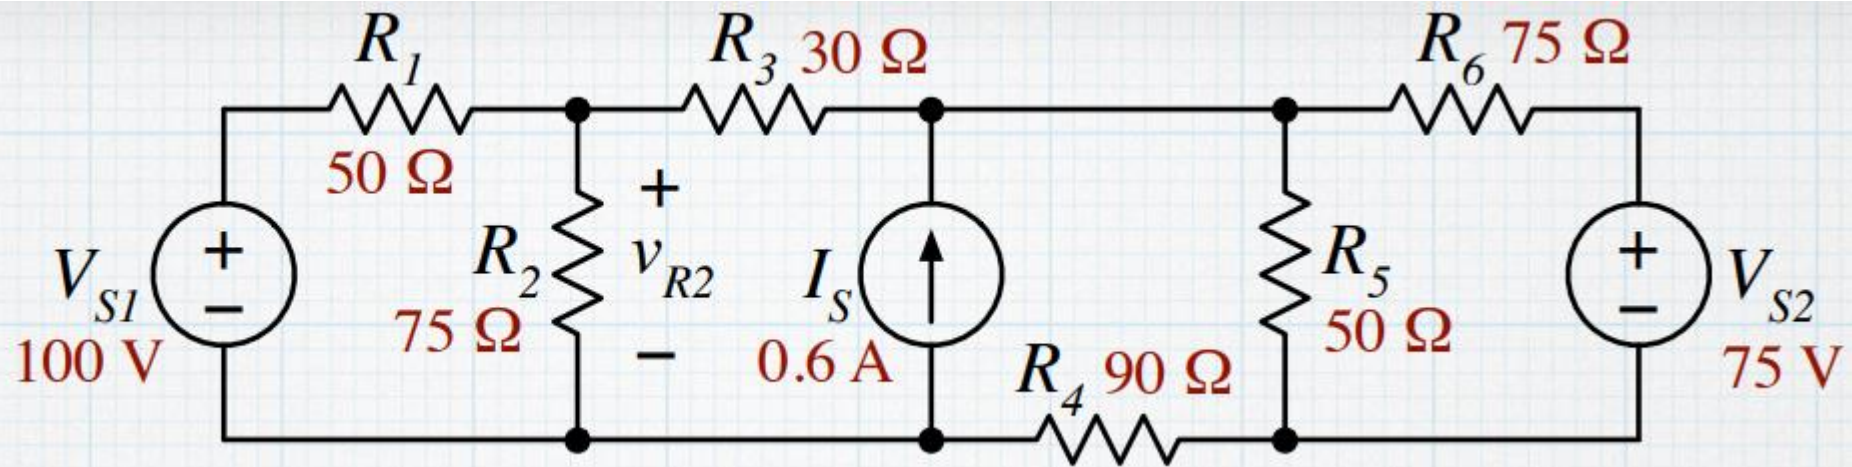 R1
50 Ω
R3 30 Ω
R6 75 Ω
VS1
100 V
+
−
R2
75 Ω
+
vR2
−
IS
0.6 A
R4 90 Ω
R5
50 Ω
+
−
VS2
75 V